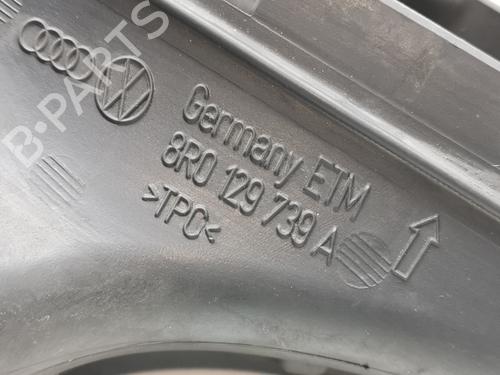 B-PARTS
Germany ETM
8R0 129 739 A
>TPO<